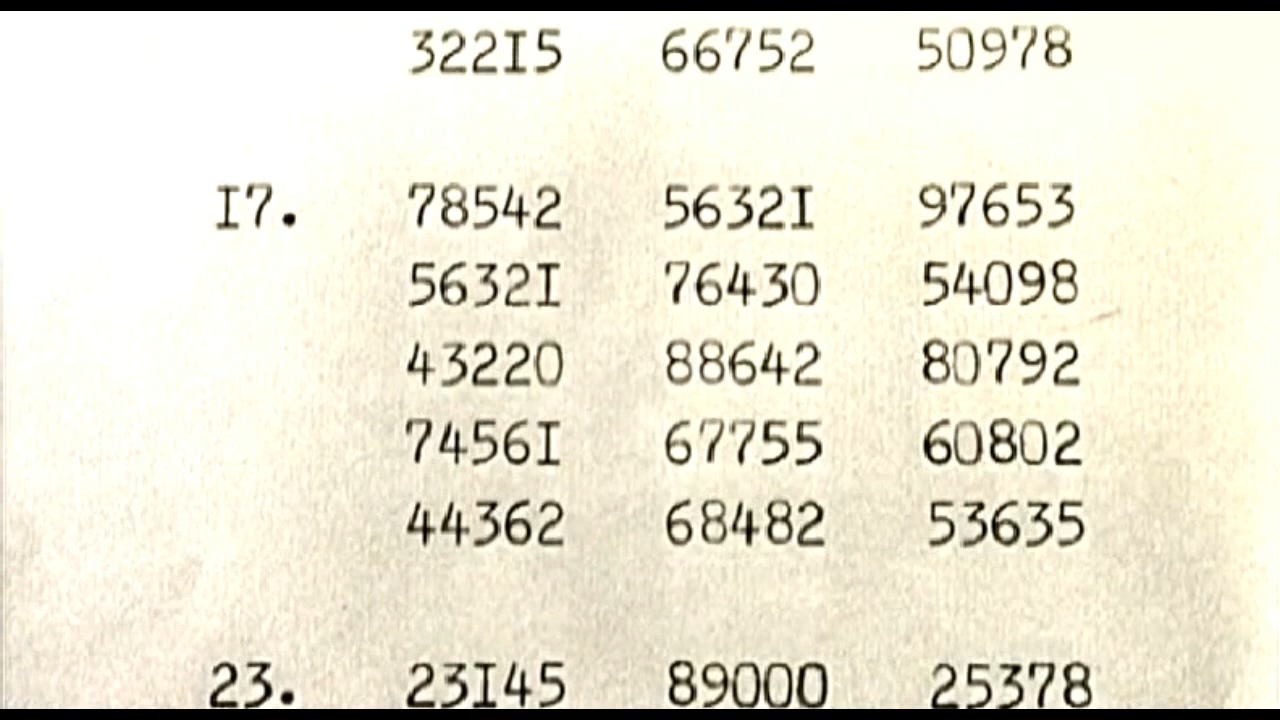 322I5 66752 50978
I7. 78542 5632I 97653
5632I 76430 54098
43220 88642 80792
7456I 67755 60802
44362 68482 53635
23. 23I45 89000 25378